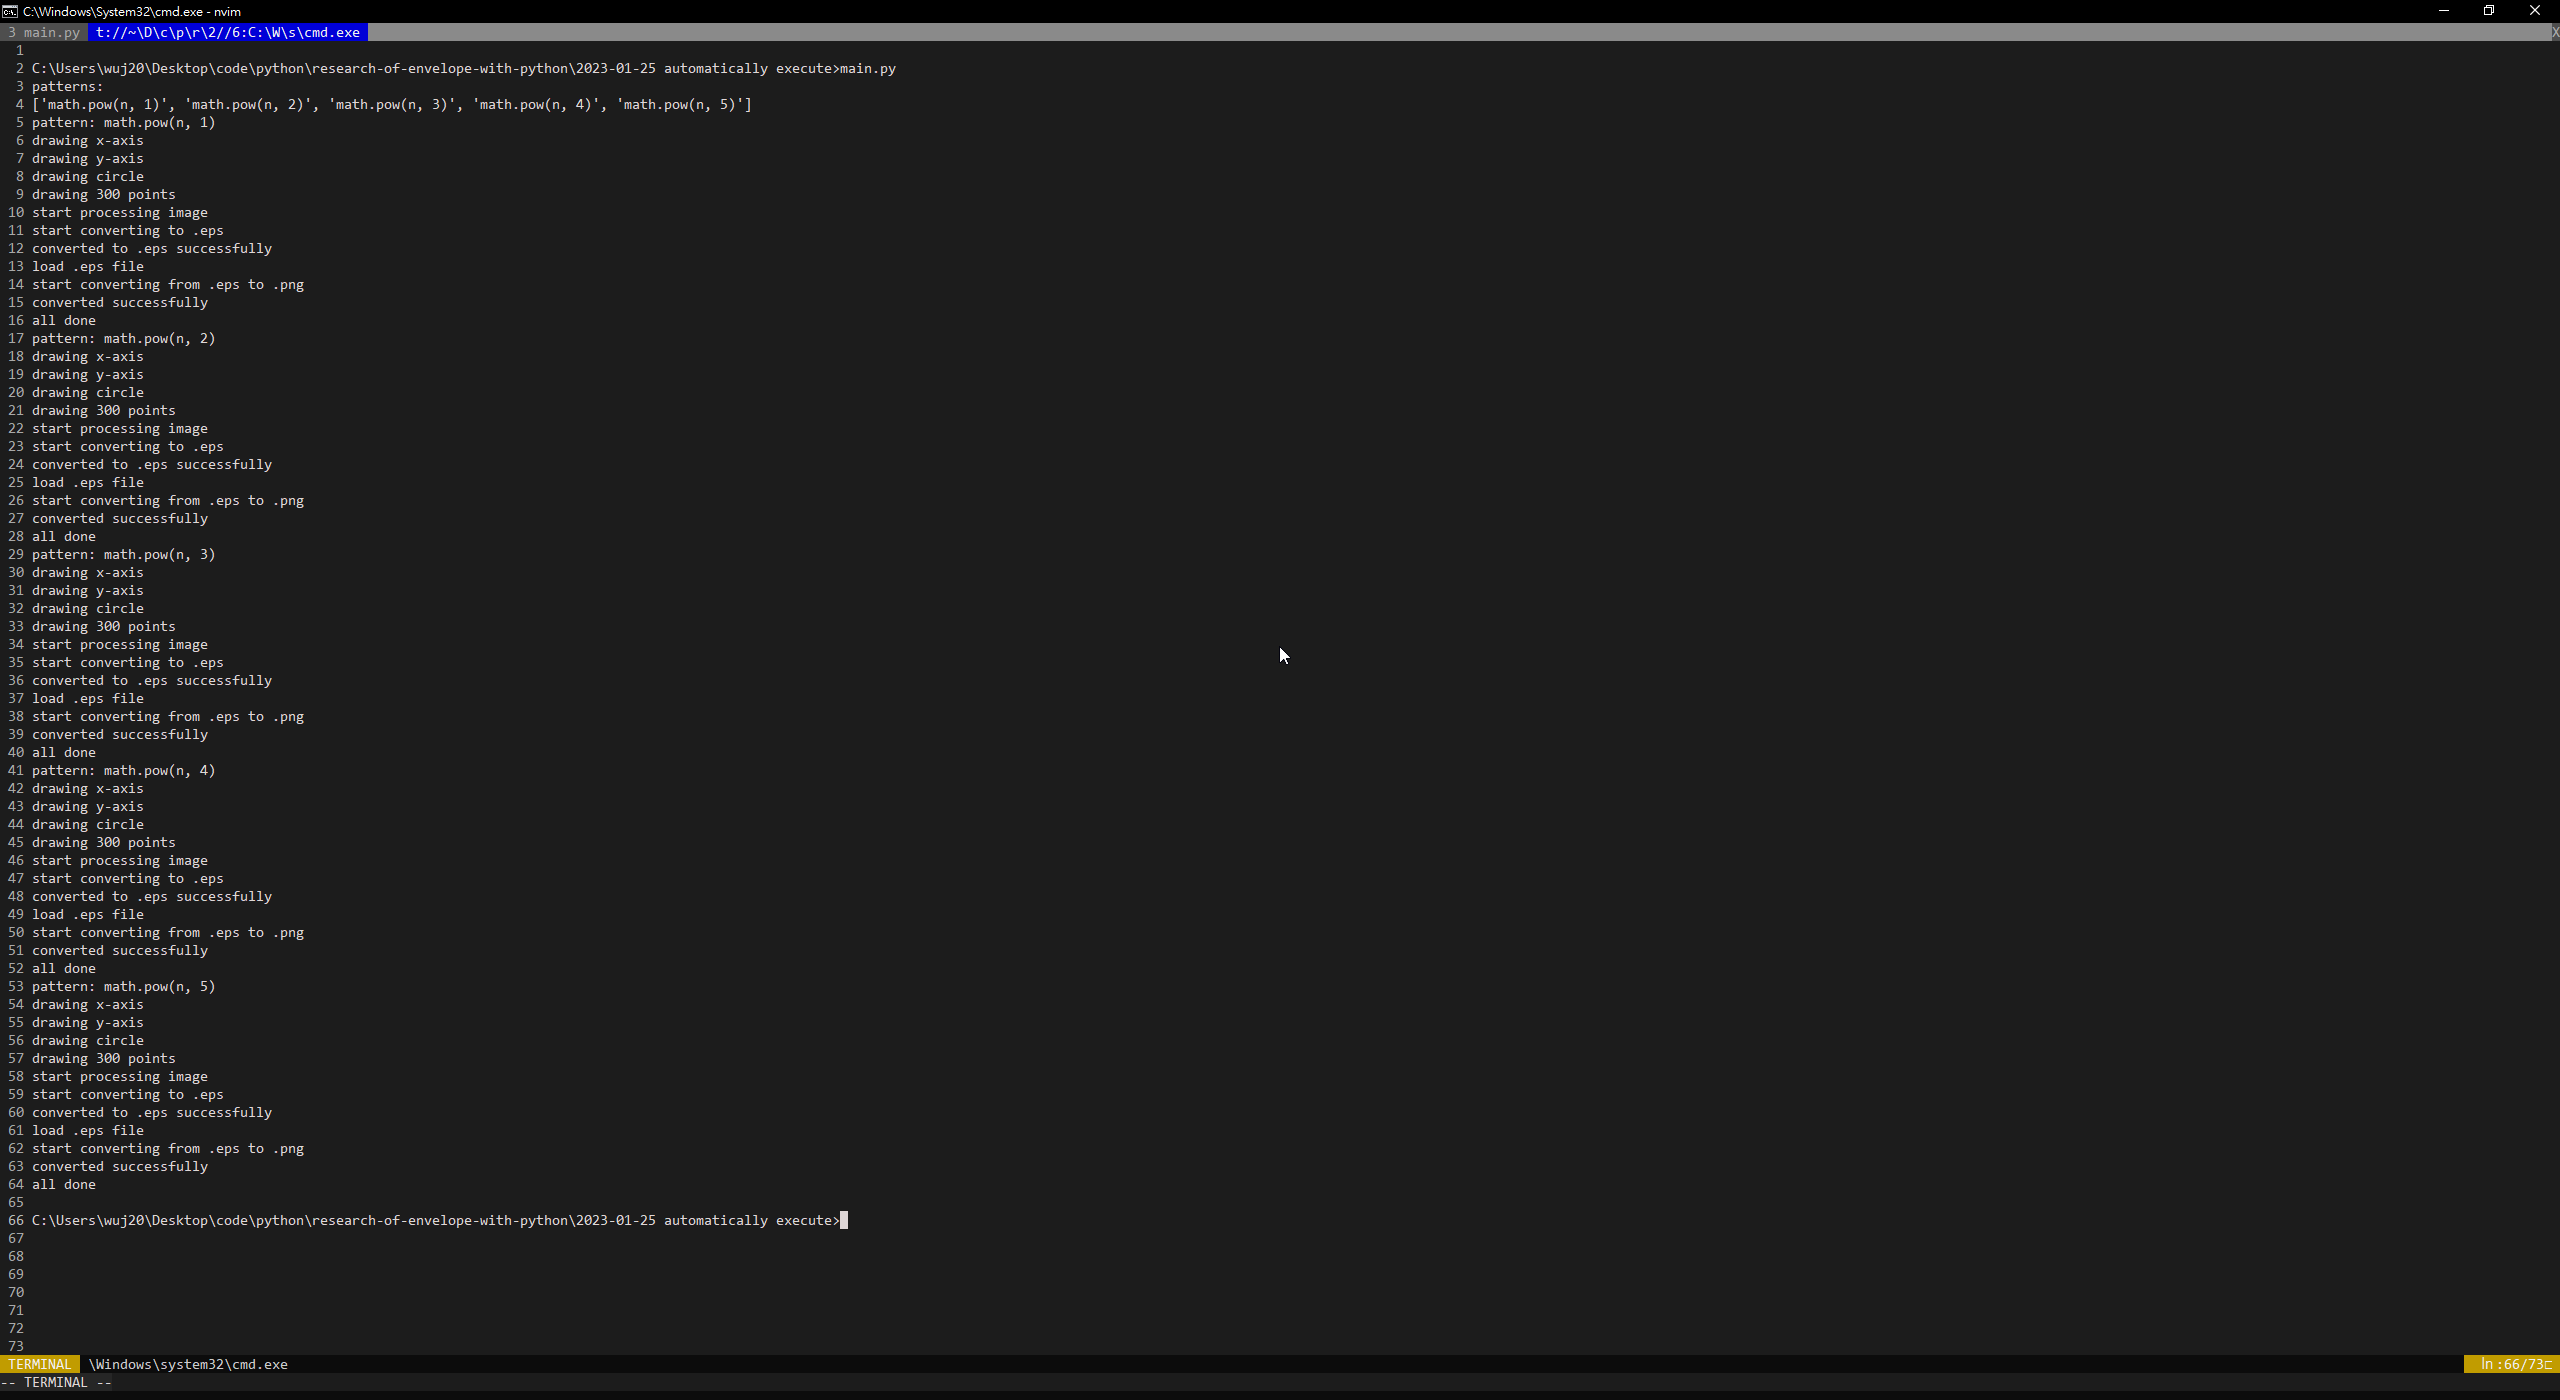 C:\Windows\System32\cmd.exe - nvim
3 main.py t://~\D\c\p\r\2//6:C:\W\s\cmd.exe X
1
2 C:\Users\wuj20\Desktop\code\python\research-of-envelope-with-python\2023-01-25 automatically execute>main.py
3 patterns:
4 ['math.pow(n, 1)', 'math.pow(n, 2)', 'math.pow(n, 3)', 'math.pow(n, 4)', 'math.pow(n, 5)']
5 pattern: math.pow(n, 1)
6 drawing x-axis
7 drawing y-axis
8 drawing circle
9 drawing 300 points
10 start processing image
11 start converting to .eps
12 converted to .eps successfully
13 load .eps file
14 start converting from .eps to .png
15 converted successfully
16 all done
17 pattern: math.pow(n, 2)
18 drawing x-axis
19 drawing y-axis
20 drawing circle
21 drawing 300 points
22 start processing image
23 start converting to .eps
24 converted to .eps successfully
25 load .eps file
26 start converting from .eps to .png
27 converted successfully
28 all done
29 pattern: math.pow(n, 3)
30 drawing x-axis
31 drawing y-axis
32 drawing circle
33 drawing 300 points
34 start processing image
35 start converting to .eps
36 converted to .eps successfully
37 load .eps file
38 start converting from .eps to .png
39 converted successfully
40 all done
41 pattern: math.pow(n, 4)
42 drawing x-axis
43 drawing y-axis
44 drawing circle
45 drawing 300 points
46 start processing image
47 start converting to .eps
48 converted to .eps successfully
49 load .eps file
50 start converting from .eps to .png
51 converted successfully
52 all done
53 pattern: math.pow(n, 5)
54 drawing x-axis
55 drawing y-axis
56 drawing circle
57 drawing 300 points
58 start processing image
59 start converting to .eps
60 converted to .eps successfully
61 load .eps file
62 start converting from .eps to .png
63 converted successfully
64 all done
65
66 C:\Users\wuj20\Desktop\code\python\research-of-envelope-with-python\2023-01-25 automatically execute>
67
68
69
70
71
72
73
TERMINAL \Windows\system32\cmd.exe ln :66/73
-- TERMINAL --